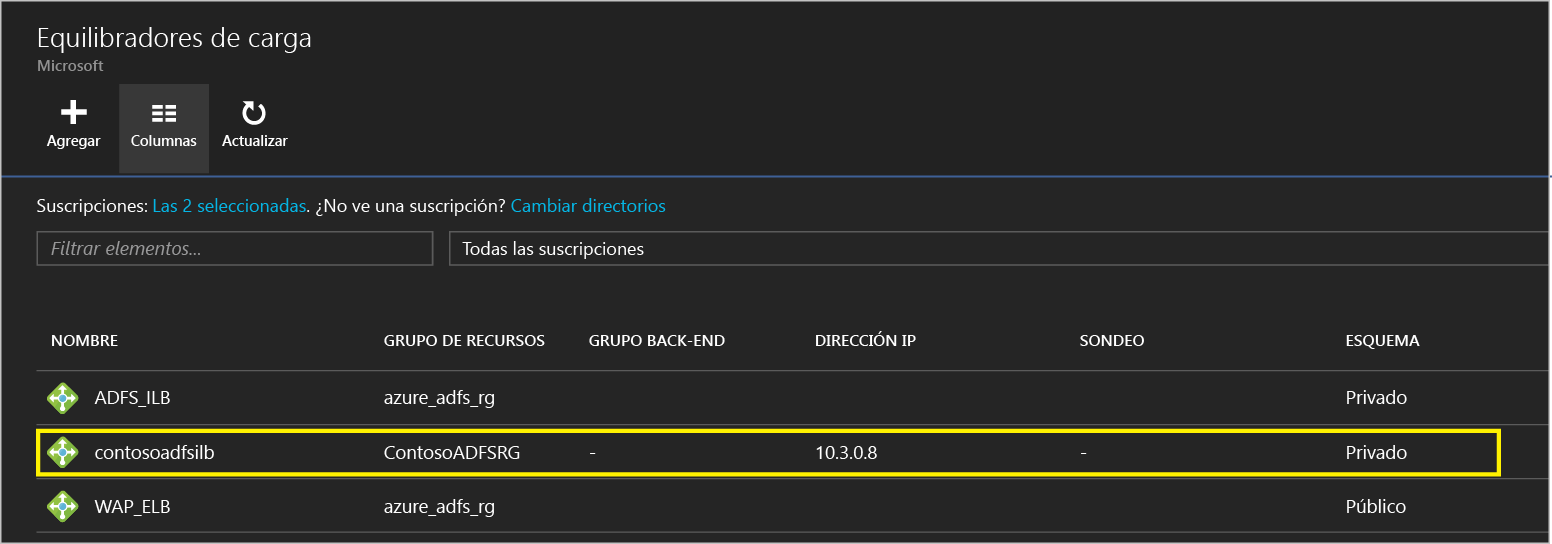 Equilibradores de carga
Microsoft
Agregar Columnas Actualizar
Suscripciones: Las 2 seleccionadas. ¿No ve una suscripción? Cambiar directorios
Filtrar elementos... Todas las suscripciones
NOMBRE GRUPO DE RECURSOS GRUPO BACK-END DIRECCIÓN IP SONDEO ESQUEMA
ADFS_ILB azure_adfs_rg Privado
contosoadfsilb ContosoADFSRG - 10.3.0.8 - Privado
WAP_ELB azure_adfs_rg Público